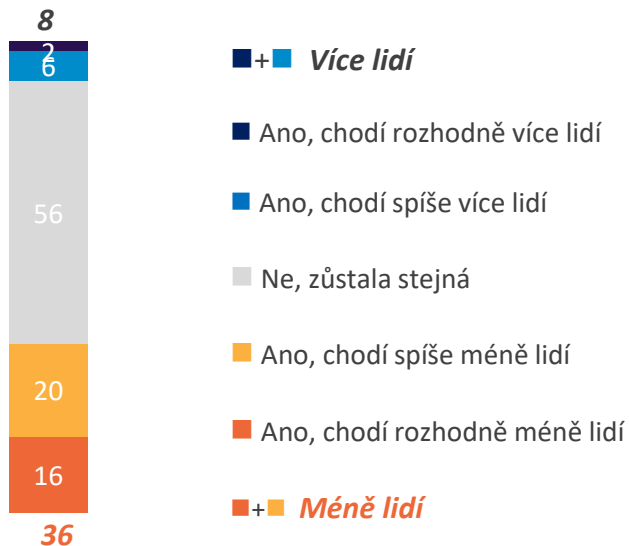 8
2
6
56
20
16
36
+ Více lidí
Ano, chodí rozhodně více lidí
Ano, chodí spíše více lidí
Ne, zůstala stejná
Ano, chodí spíše méně lidí
Ano, chodí rozhodně méně lidí
+ Méně lidí